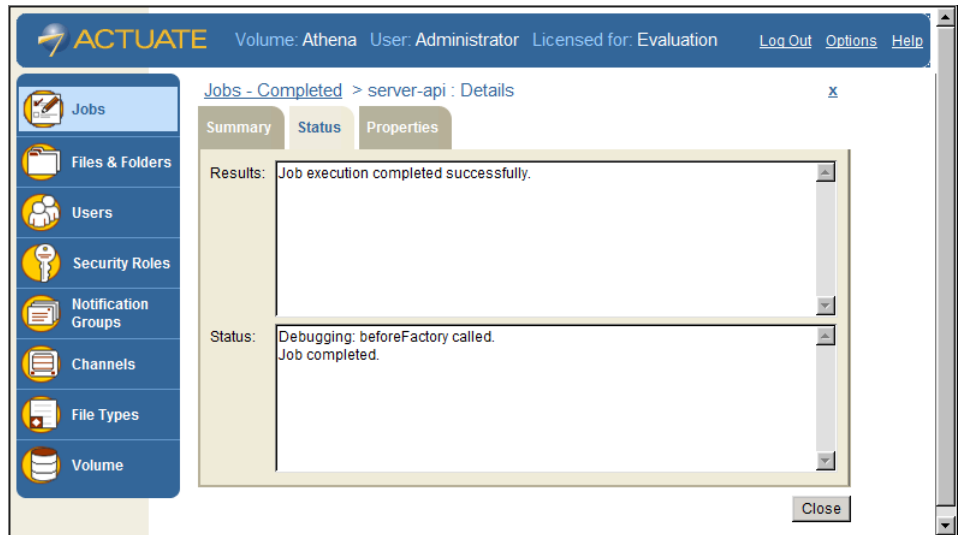 ACTUATE Volume: Athena User: Administrator Licensed for: Evaluation Log Out Options Help
Jobs - Completed > server-api : Details x
Jobs
Summary Status Properties
Files & Folders
Results: Job execution completed successfully.
Users
Security Roles
Notification
Groups
Status: Debugging: beforeFactory called.
Job completed.
Channels
File Types
Volume
Close